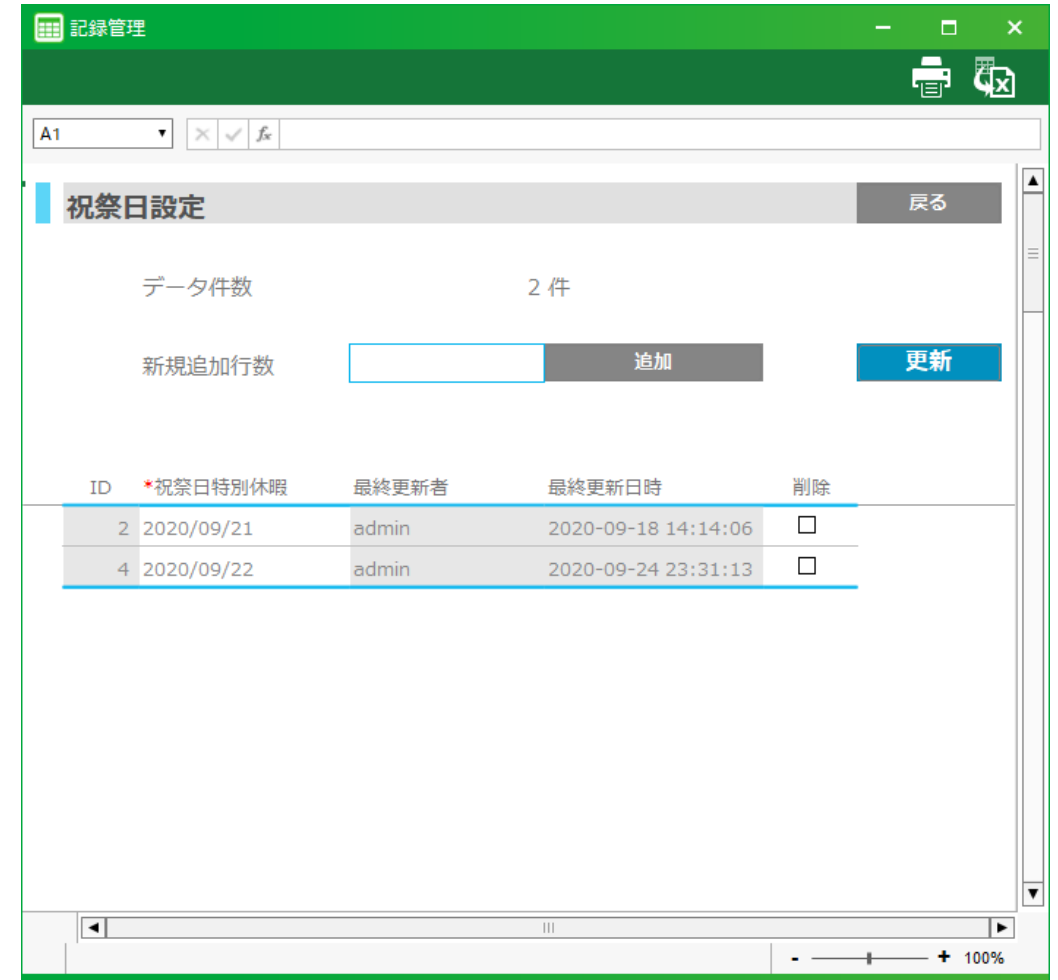 記録管理
A1
fx
祝祭日設定 戻る
データ件数 2 件
新規追加行数 追加 更新
ID *祝祭日特別休暇 最終更新者 最終更新日時 削除
2 2020/09/21 admin 2020-09-18 14:14:06
4 2020/09/22 admin 2020-09-24 23:31:13
- + 100%